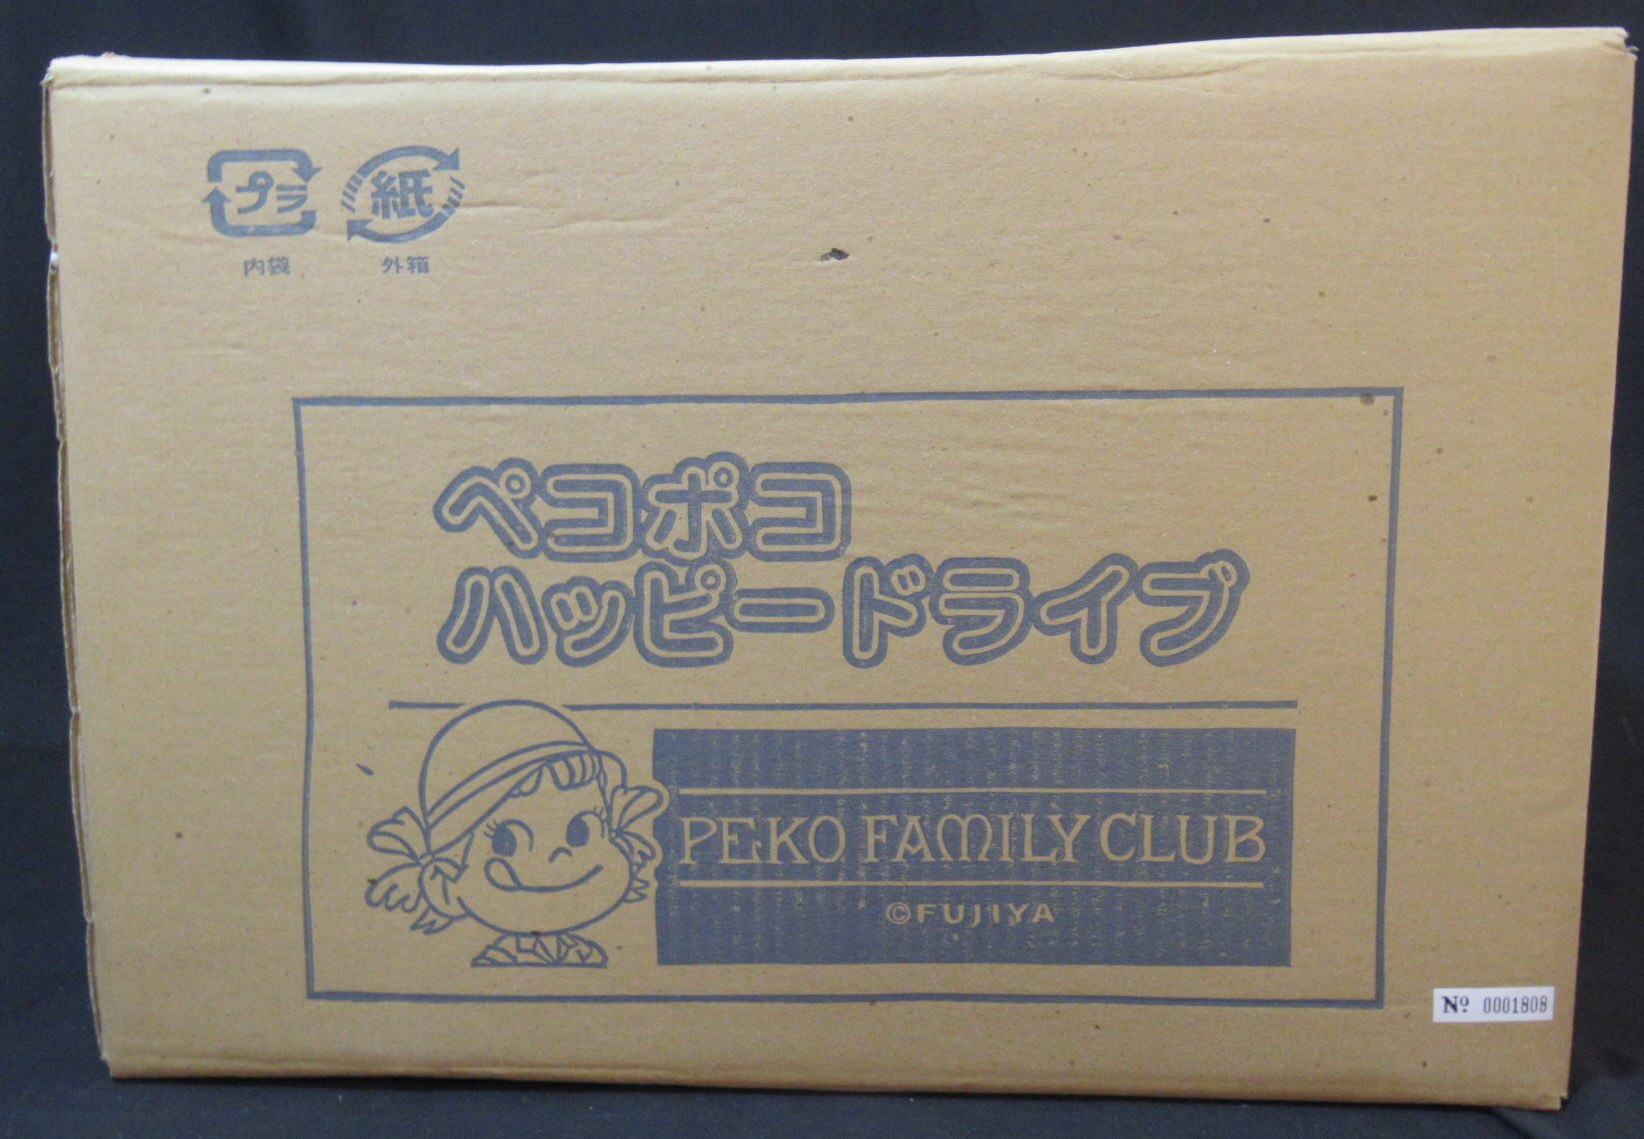 プラ 紙
内袋 外箱
ペコポコ
ハッピードライブ
PEKO FAMILY CLUB
©FUJIYA
Nº 0001808